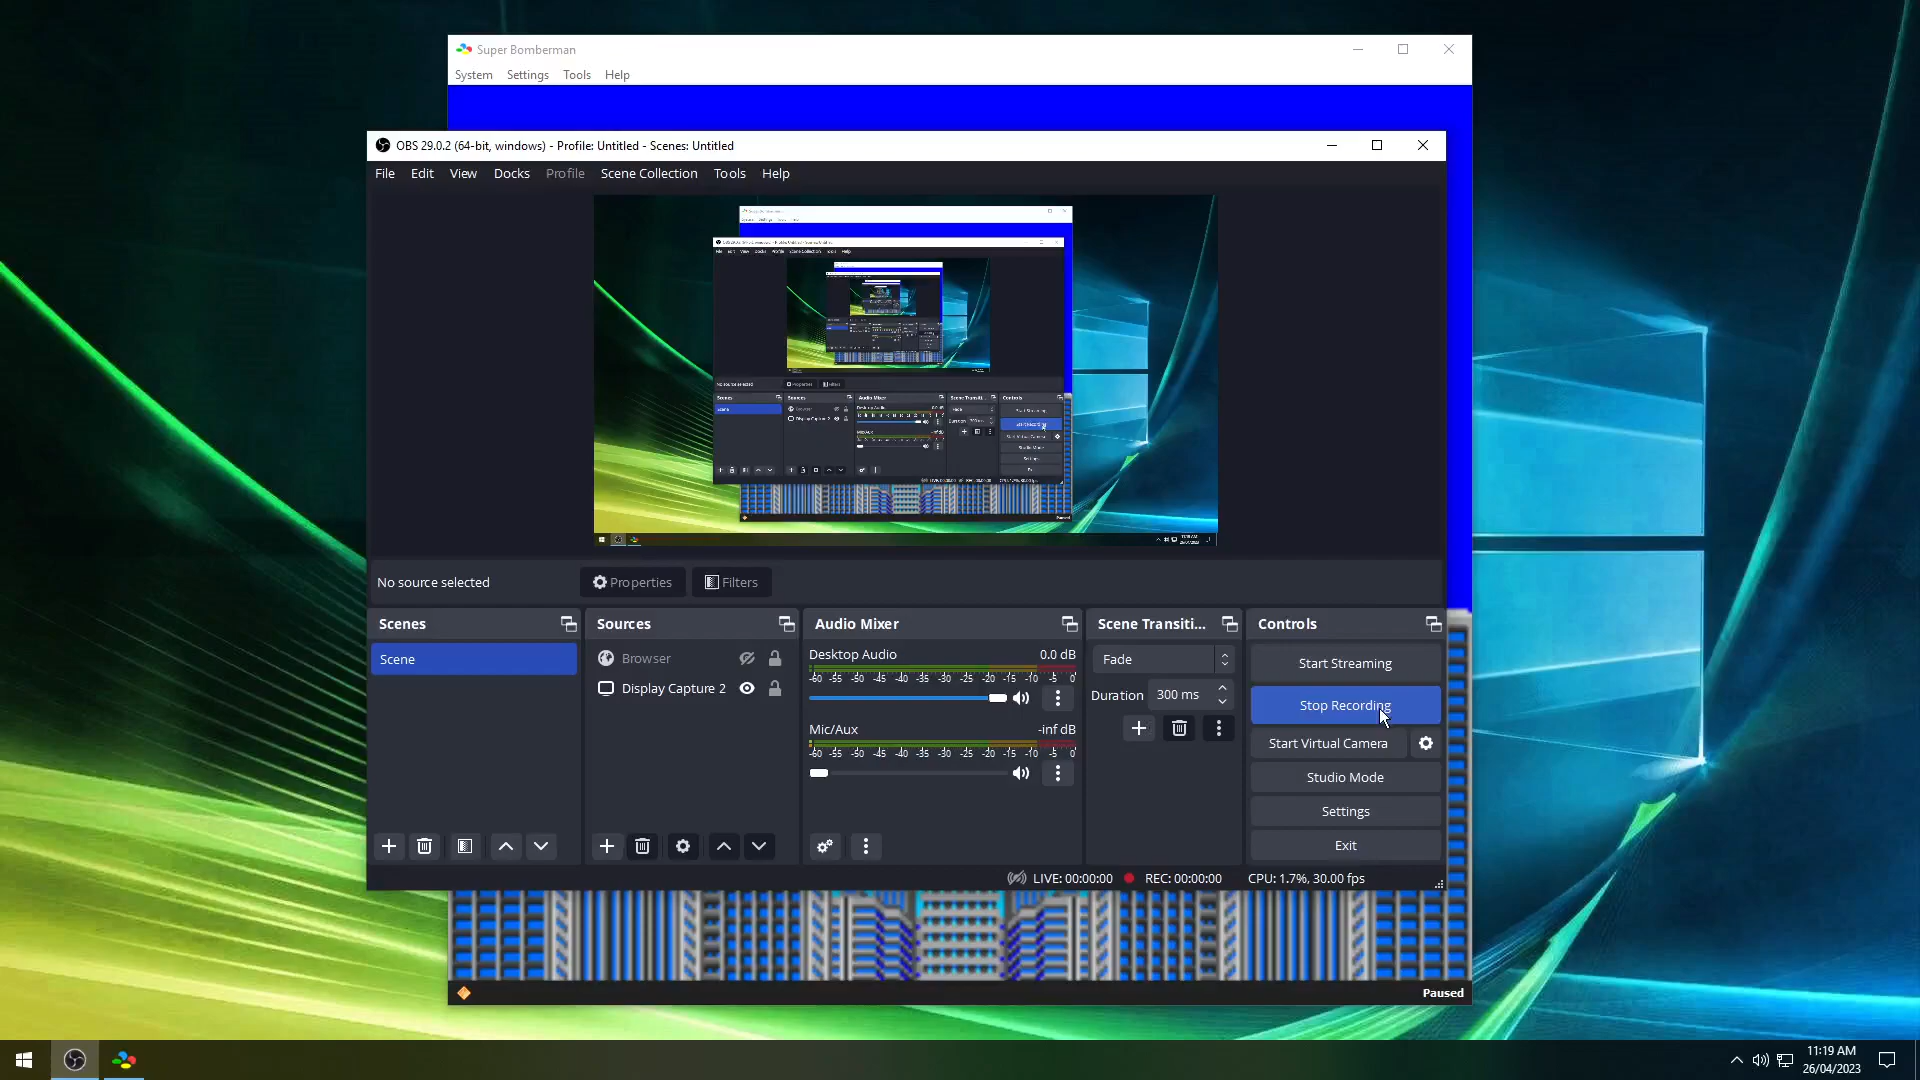 Super Bomberman
System Settings Tools Help
OBS 29.0.2 (64-bit, windows) - Profile: Untitled - Scenes: Untitled
File Edit View Docks Profile Scene Collection Tools Help
No source selected Properties Filters
Scenes Sources Audio Mixer Scene Transiti... Controls
Scene
Browser
Display Capture 2
Desktop Audio 0.0 dB
-60 -55 -50 -45 -40 -35 -30 -25 -20 -15 -10 -5 0
Mic/Aux -inf dB
-60 -55 -50 -45 -40 -35 -30 -25 -20 -15 -10 -5 0
Fade
Duration 300 ms
Start Streaming
Stop Recording
Start Virtual Camera
Studio Mode
Settings
Exit
LIVE: 00:00:00 REC: 00:00:00 CPU: 1.7%, 30.00 fps
Paused
11:19 AM
26/04/2023